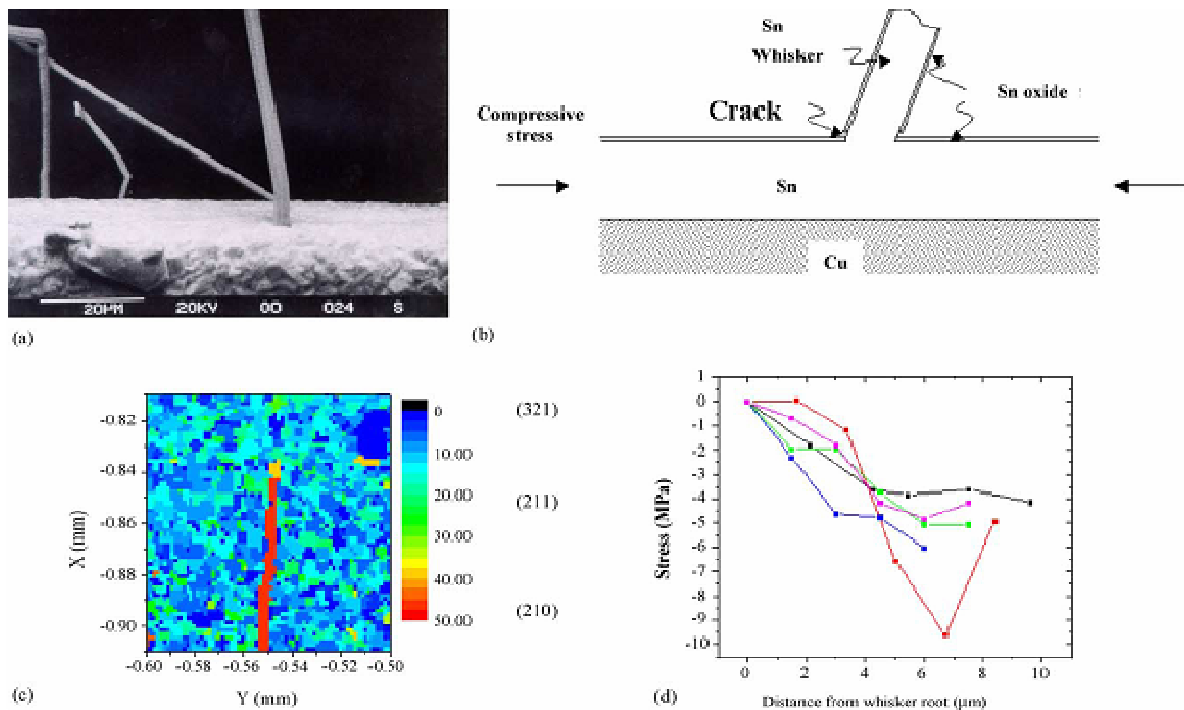 20µM 20KV 00 024 S
(a)
Sn
Whisker
Crack
Sn oxide
Compressive
stress
Sn
Cu
(b)
-0.82
-0.84
-0.86
-0.88
-0.90
X (mm)
-0.60 -0.58 -0.56 -0.54 -0.52 -0.50
Y (mm)
0
10.00
20.00
30.00
40.00
50.00
(321)
(211)
(210)
(c)
1
0
-1
-2
-3
-4
-5
-6
-7
-8
-9
-10
Stress (MPa)
0 2 4 6 8 10
Distance from whisker root (µm)
(d)